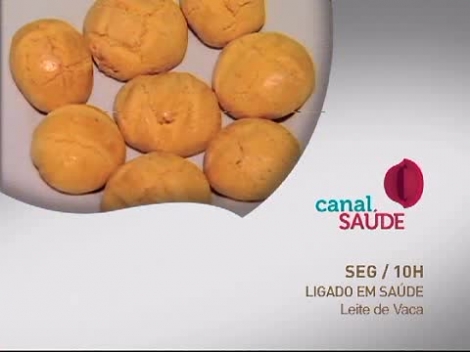 canal
SAÚDE
SEG / 10H
LIGADO EM SAÚDE
Leite de Vaca